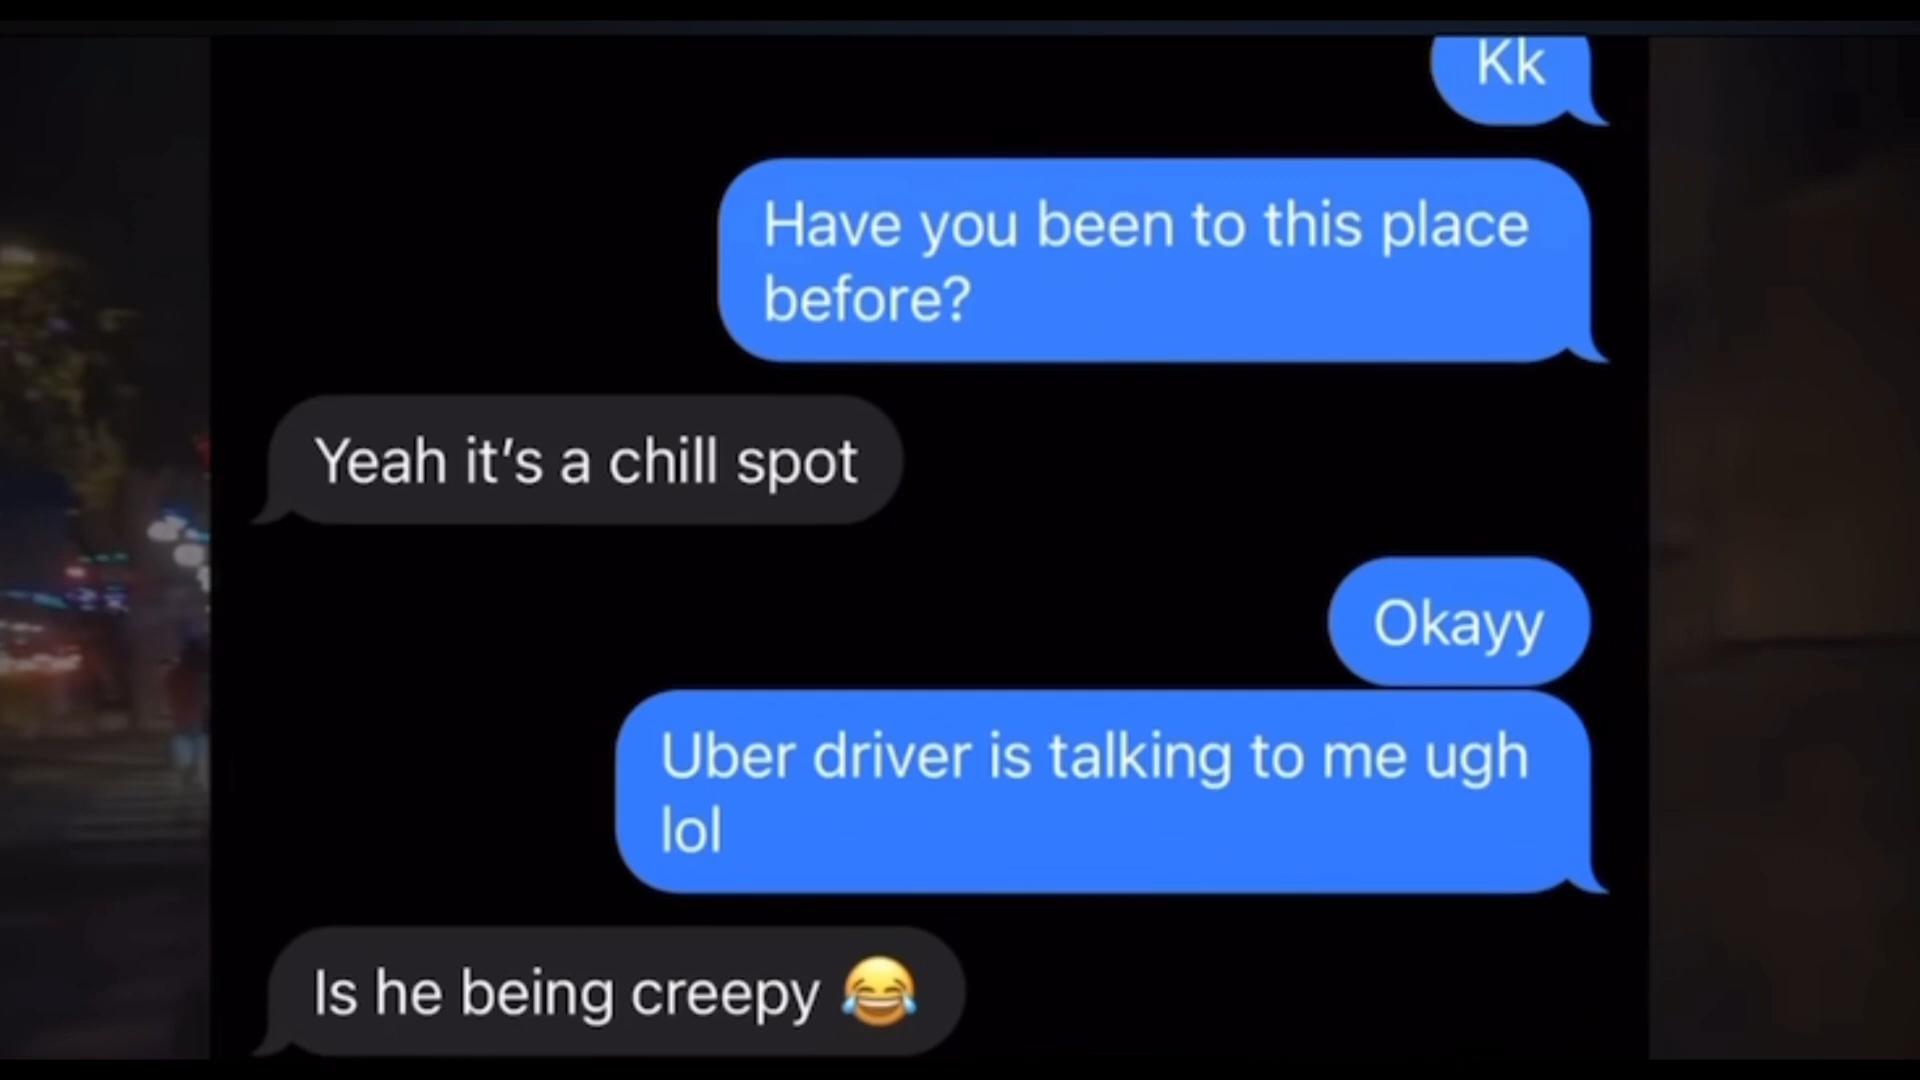 Kk
Have you been to this place
before?
Yeah it's a chill spot
Okayy
Uber driver is talking to me ugh
lol
Is he being creepy 😂